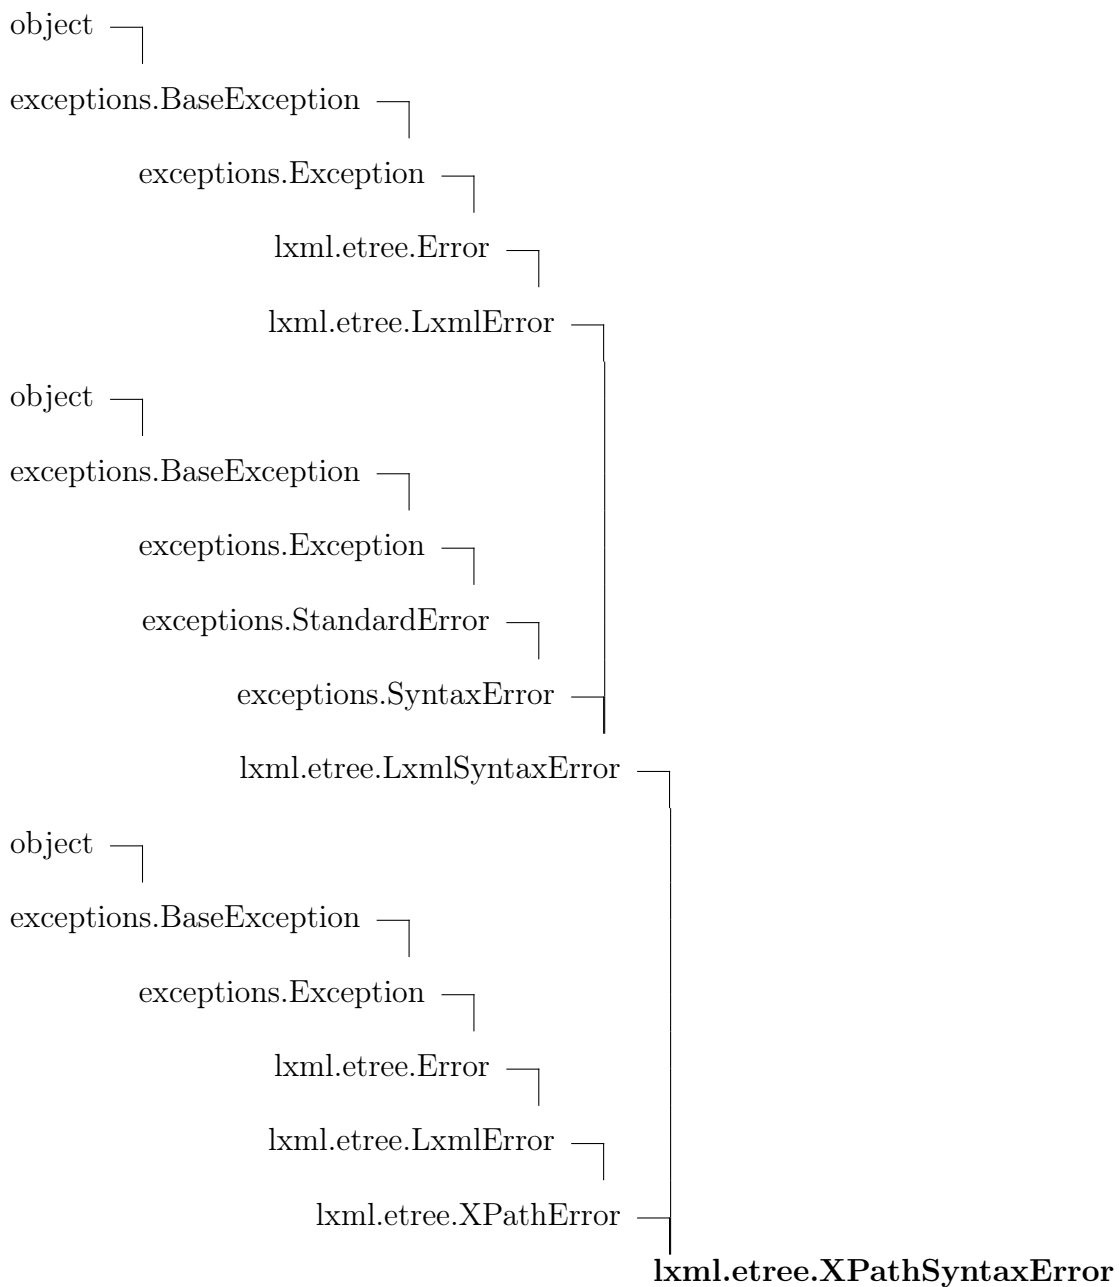 object
exceptions.BaseException
exceptions.Exception
lxml.etree.Error
lxml.etree.LxmlError
object
exceptions.BaseException
exceptions.Exception
exceptions.StandardError
exceptions.SyntaxError
lxml.etree.LxmlSyntaxError
object
exceptions.BaseException
exceptions.Exception
lxml.etree.Error
lxml.etree.LxmlError
lxml.etree.XPathError
lxml.etree.XPathSyntaxError